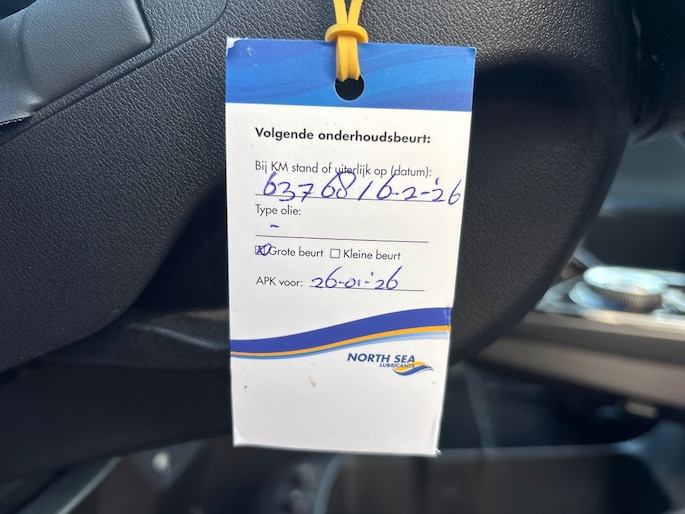 Volgende onderhoudsbeurt:
Bij KM stand of uiterlijk op (datum):
63768 / 6-2-'26
Type olie:
-
Grote beurt Kleine beurt
APK voor: 26-01-'26
NORTH SEA
LUBRICANTS